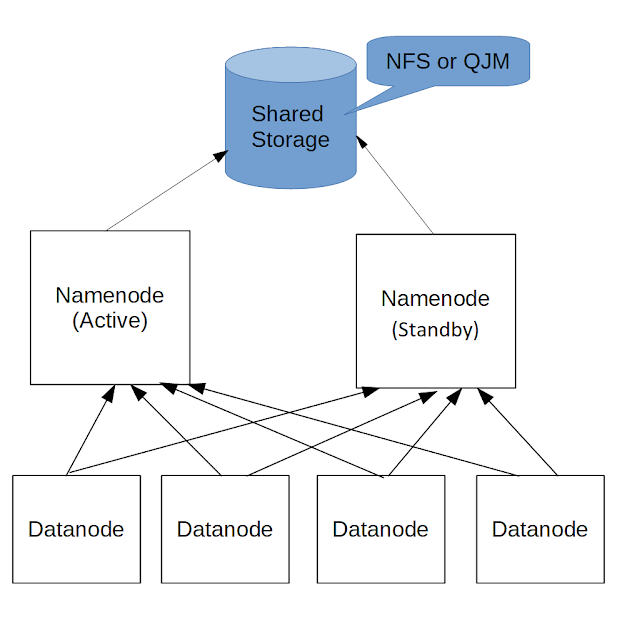 NFS or QJM
Shared
Storage
Namenode
(Active)
Namenode
(Standby)
Datanode
Datanode
Datanode
Datanode